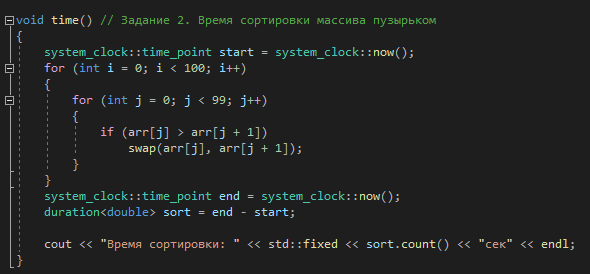 void time() // Задание 2. Время сортировки массива пузырьком
{
    system_clock::time_point start = system_clock::now();
    for (int i = 0; i < 100; i++)
    {
        for (int j = 0; j < 99; j++)
        {
            if (arr[j] > arr[j + 1])
                swap(arr[j], arr[j + 1]);
        }
    }
    system_clock::time_point end = system_clock::now();
    duration<double> sort = end - start;

    cout << "Время сортировки: " << std::fixed << sort.count() << "сек" << endl;
}